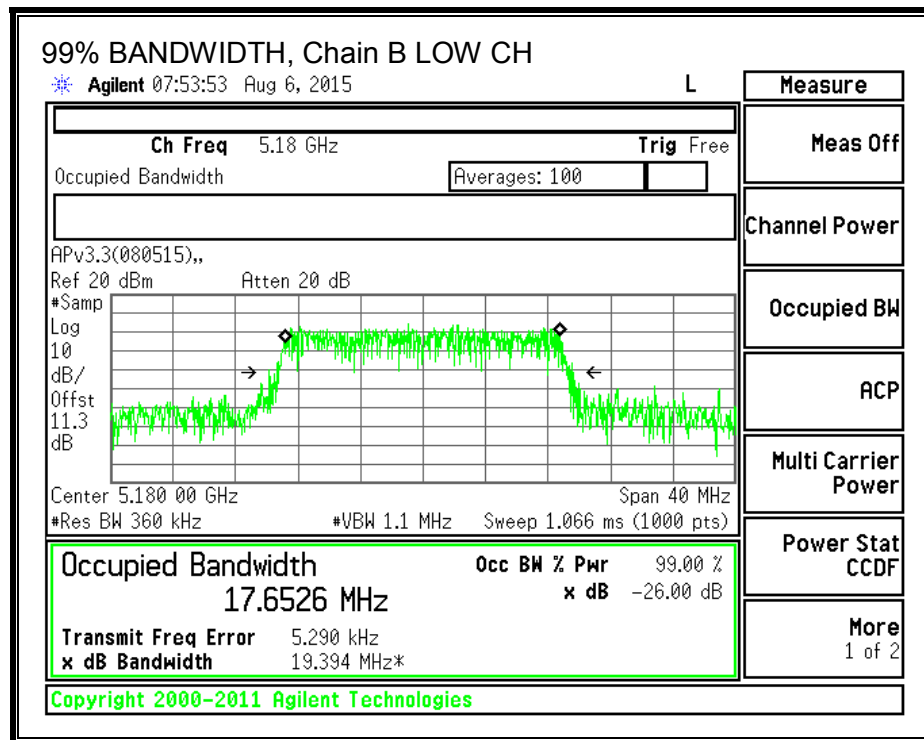 99% BANDWIDTH, Chain B LOW CH
Agilent 07:53:53 Aug 6, 2015 L
Measure
Ch Freq 5.18 GHz Trig Free
Meas Off
Occupied Bandwidth Averages: 100
Channel Power
APv3.3(080515),,
Ref 20 dBm Atten 20 dB
#Samp
Log
10
dB/
Offst
11.3
dB
Occupied BW
ACP
Multi Carrier
Power
Center 5.180 00 GHz Span 40 MHz
#Res BW 360 kHz #VBW 1.1 MHz Sweep 1.066 ms (1000 pts)
Power Stat
CCDF
Occupied Bandwidth Occ BW % Pwr 99.00 %
17.6526 MHz x dB -26.00 dB
Transmit Freq Error 5.290 kHz
x dB Bandwidth 19.394 MHz*
More
1 of 2
Copyright 2000-2011 Agilent Technologies